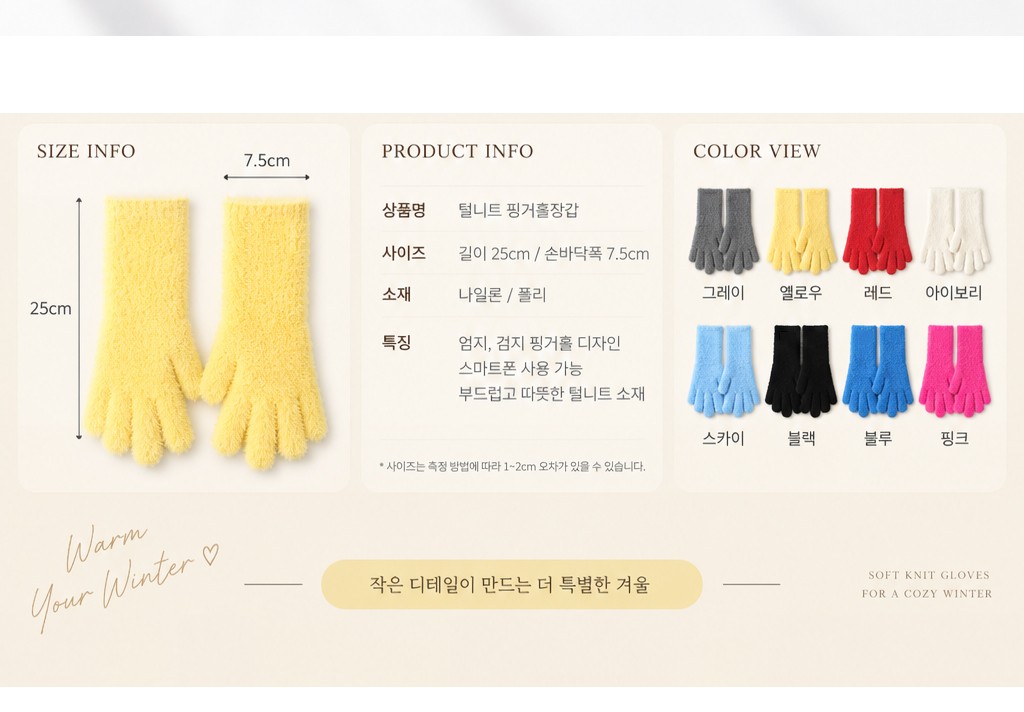 SIZE INFO
7.5cm
25cm
PRODUCT INFO
상품명 털니트 핑거홀장갑
사이즈 길이 25cm / 손바닥폭 7.5cm
소재 나일론 / 폴리
특징 엄지, 검지 핑거홀 디자인
스마트폰 사용 가능
부드럽고 따뜻한 털니트 소재
* 사이즈는 측정 방법에 따라 1~2cm 오차가 있을 수 있습니다.
COLOR VIEW
그레이 옐로우 레드 아이보리
스카이 블랙 블루 핑크
Warm
Your Winter ♡
작은 디테일이 만드는 더 특별한 겨울
SOFT KNIT GLOVES
FOR A COZY WINTER